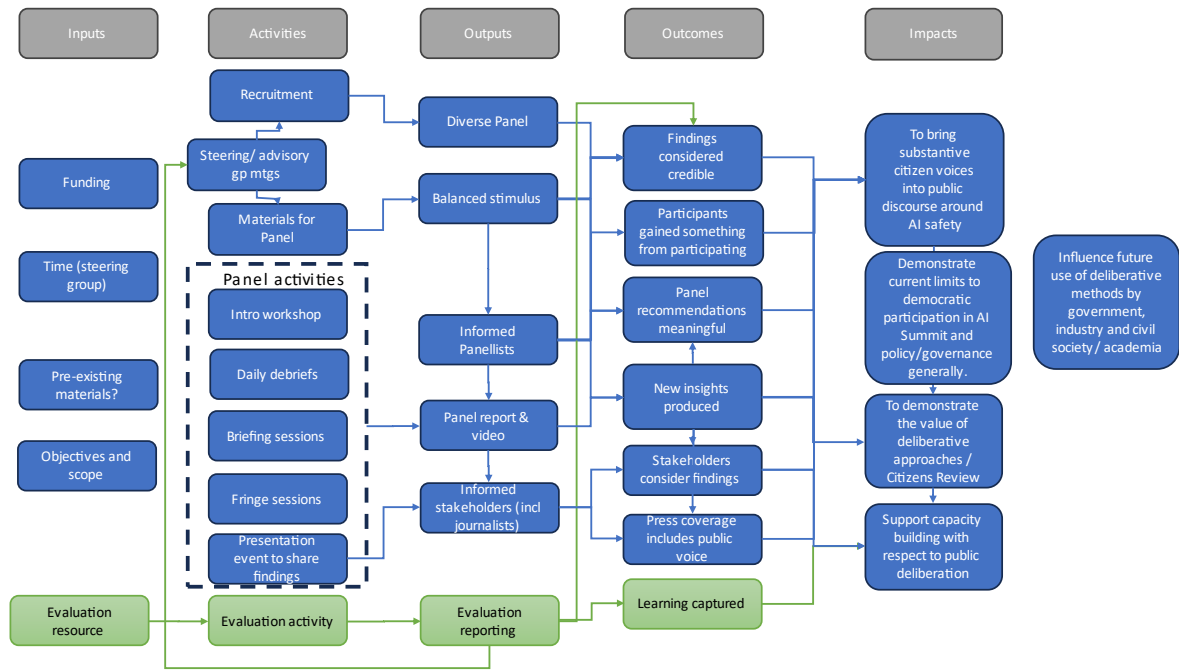 Inputs
Activities
Outputs
Outcomes
Impacts
Funding
Time (steering
group)
Pre-existing
materials?
Objectives and
scope
Evaluation
resource
Recruitment
Steering/ advisory
gp mtgs
Materials for
Panel
Panel activities
Intro workshop
Daily debriefs
Briefing sessions
Fringe sessions
Presentation
event to share
findings
Evaluation activity
Diverse Panel
Balanced stimulus
Informed
Panellists
Panel report &
video
Informed
stakeholders (incl
journalists)
Evaluation
reporting
Findings
considered
credible
Participants
gained something
from participating
Panel
recommendations
meaningful
New insights
produced
Stakeholders
consider findings
Press coverage
includes public
voice
Learning captured
To bring
substantive
citizen voices
into public
discourse around
AI safety
Demonstrate
current limits to
democratic
participation in AI
Summit and
policy/governance
generally.
To demonstrate
the value of
deliberative
approaches /
Citizens Review
Support capacity
building with
respect to public
deliberation
Influence future
use of deliberative
methods by
government,
industry and civil
society/ academia